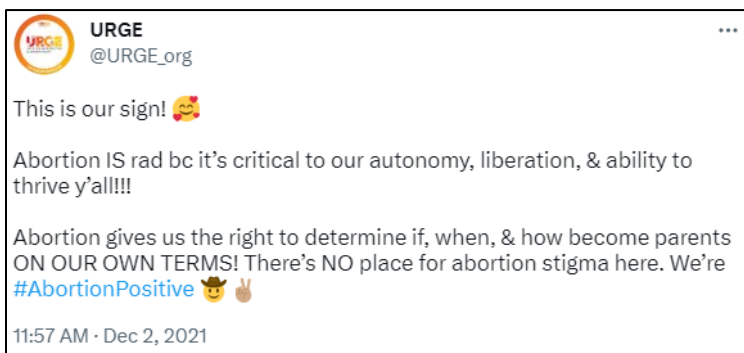 URGE
@URGE_org
This is our sign! 🥰
Abortion IS rad bc it’s critical to our autonomy, liberation, & ability to
thrive y’all!!!
Abortion gives us the right to determine if, when, & how become parents
ON OUR OWN TERMS! There’s NO place for abortion stigma here. We’re
#AbortionPositive 🤠✌🏽
11:57 AM · Dec 2, 2021